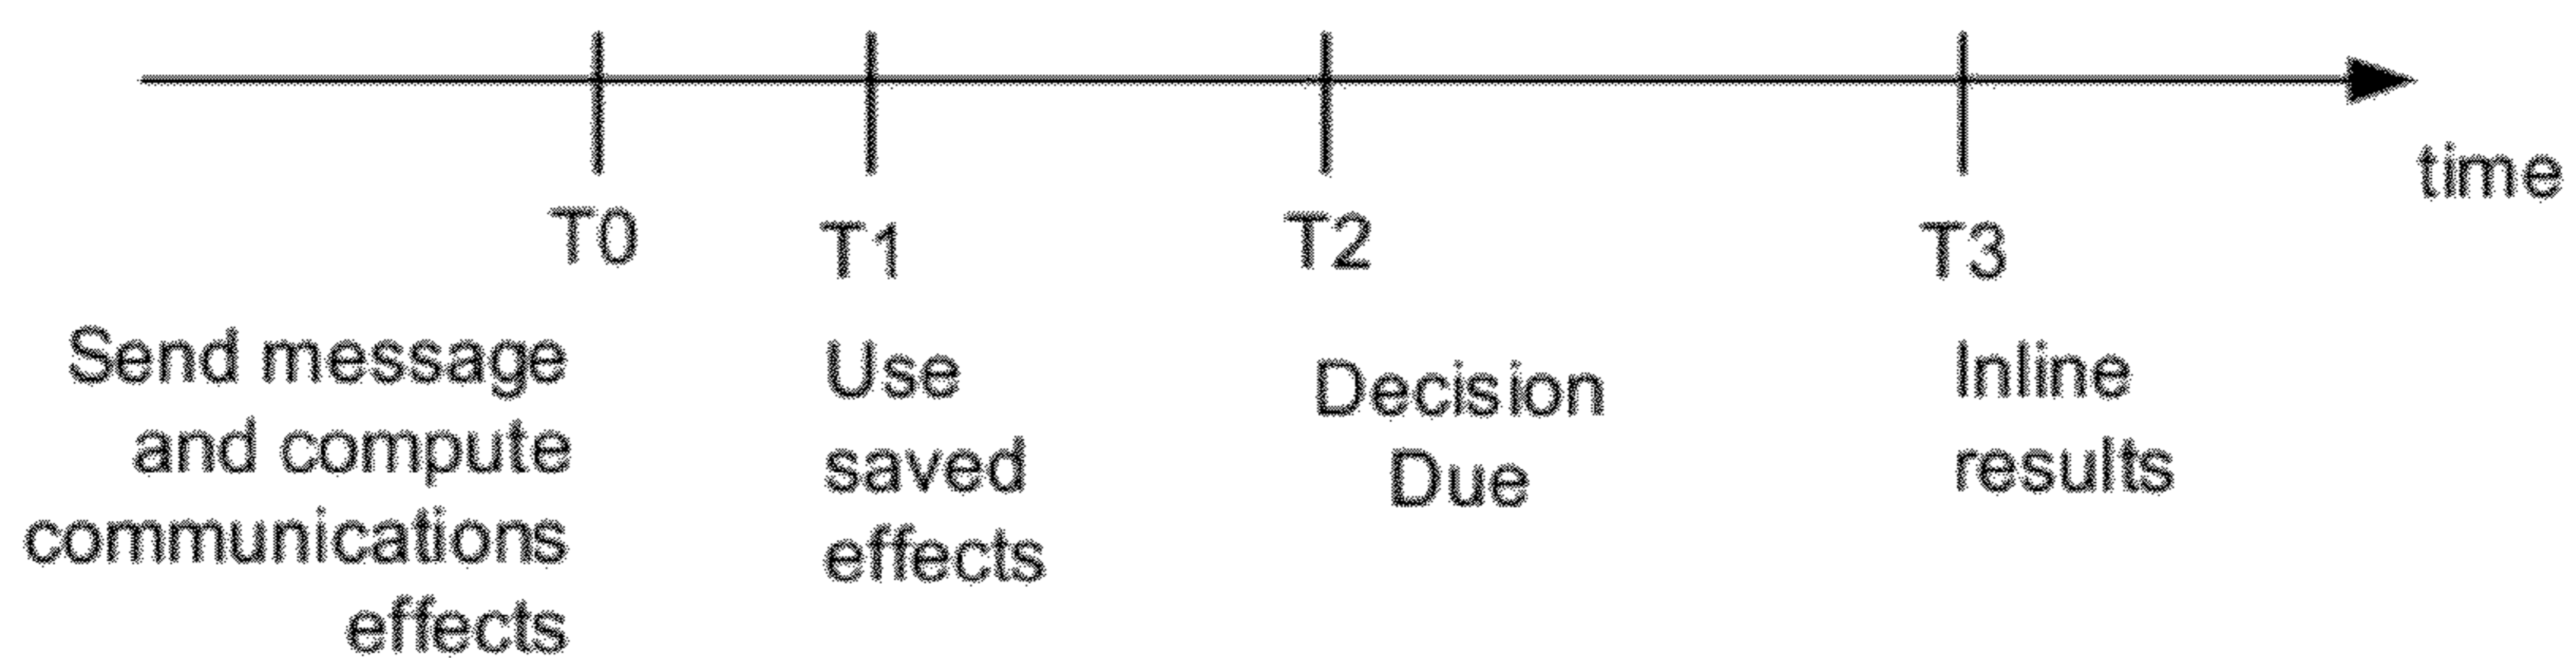 time
T0
T1
T2
T3
Send message
and compute
communications
effects
Use
saved
effects
Decision
Due
Inline
results